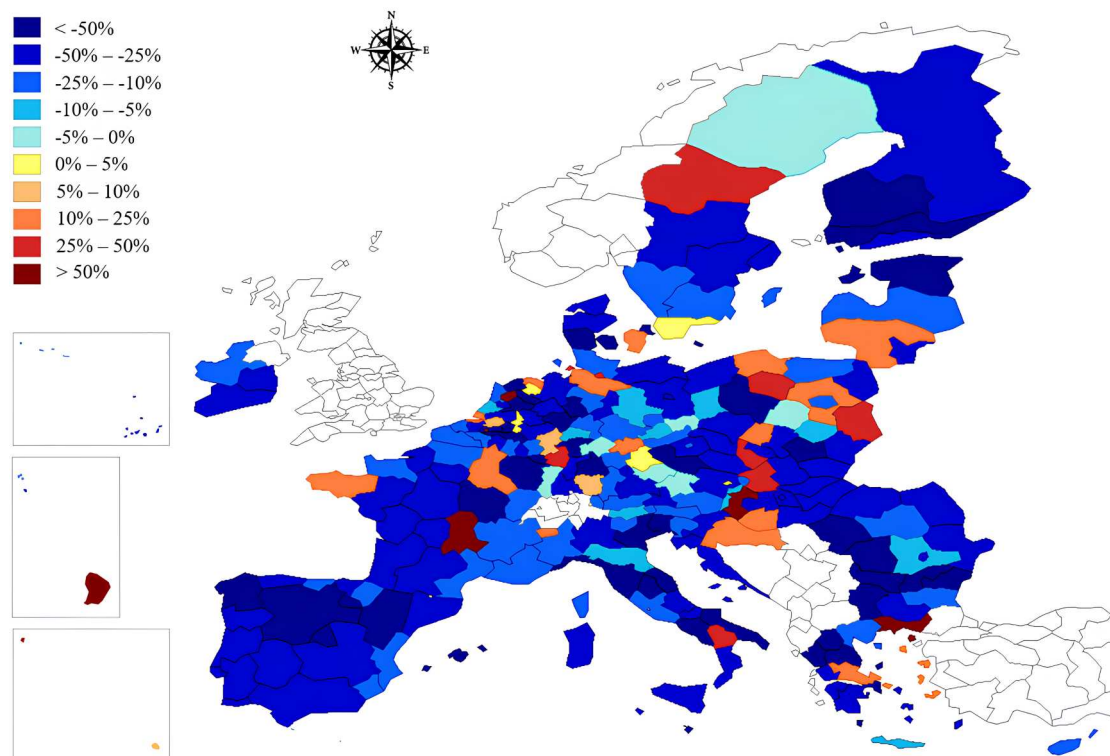 < -50%
-50% – -25%
-25% – -10%
-10% – -5%
-5% – 0%
0% – 5%
5% – 10%
10% – 25%
25% – 50%
> 50%
N
W E
S